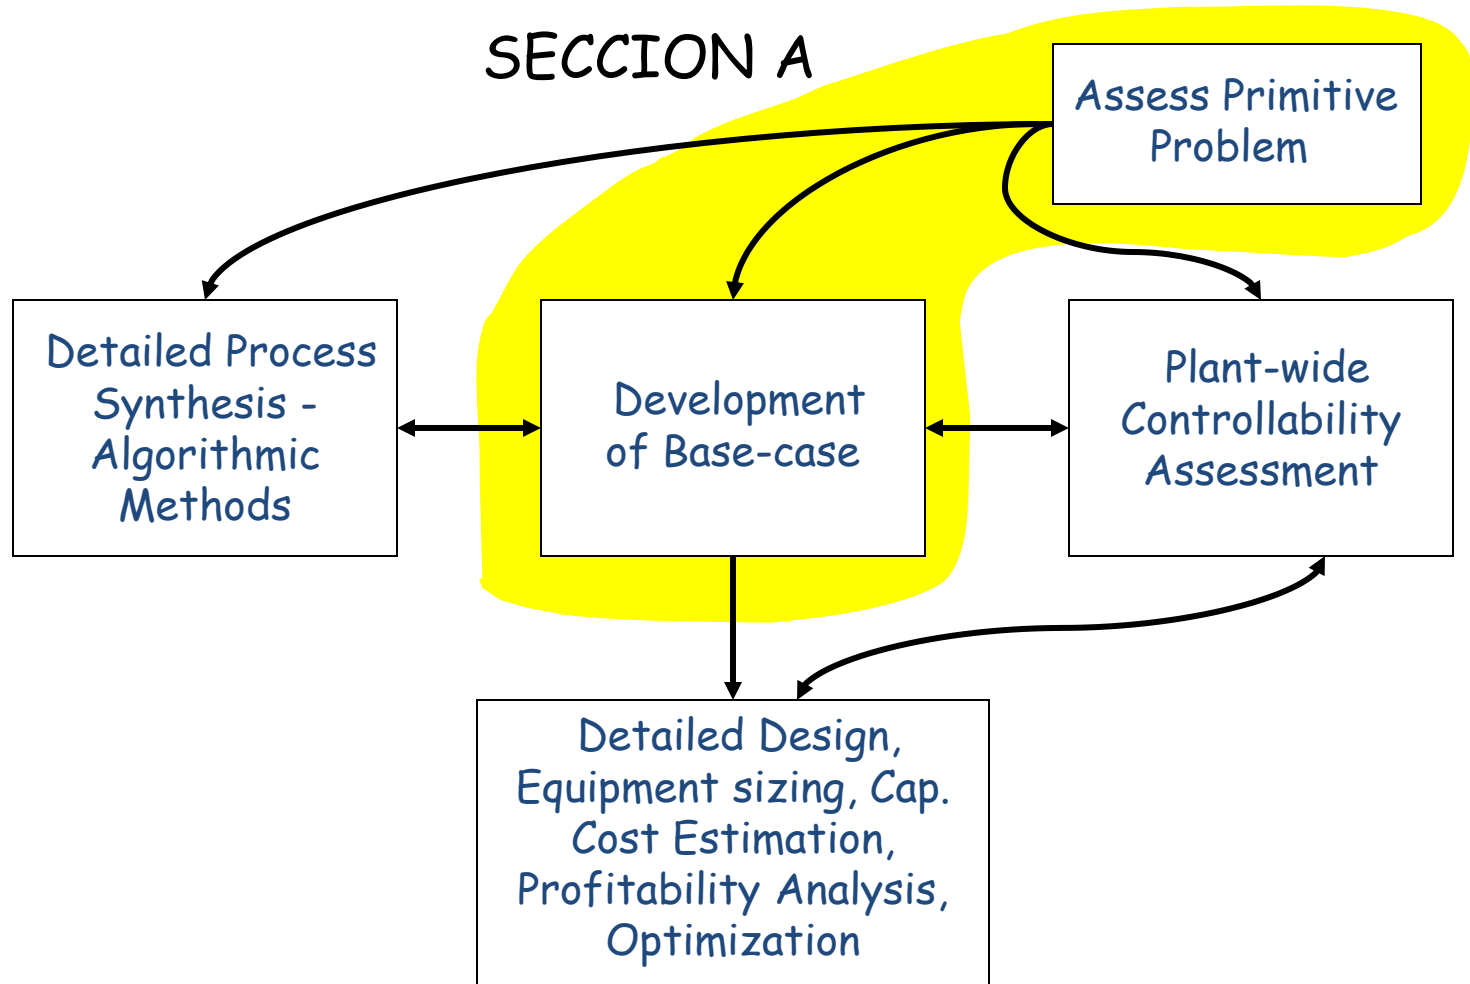 SECCION A
Assess Primitive
Problem
Detailed Process
Synthesis -
Algorithmic
Methods
Development
of Base-case
Plant-wide
Controllability
Assessment
Detailed Design,
Equipment sizing, Cap.
Cost Estimation,
Profitability Analysis,
Optimization